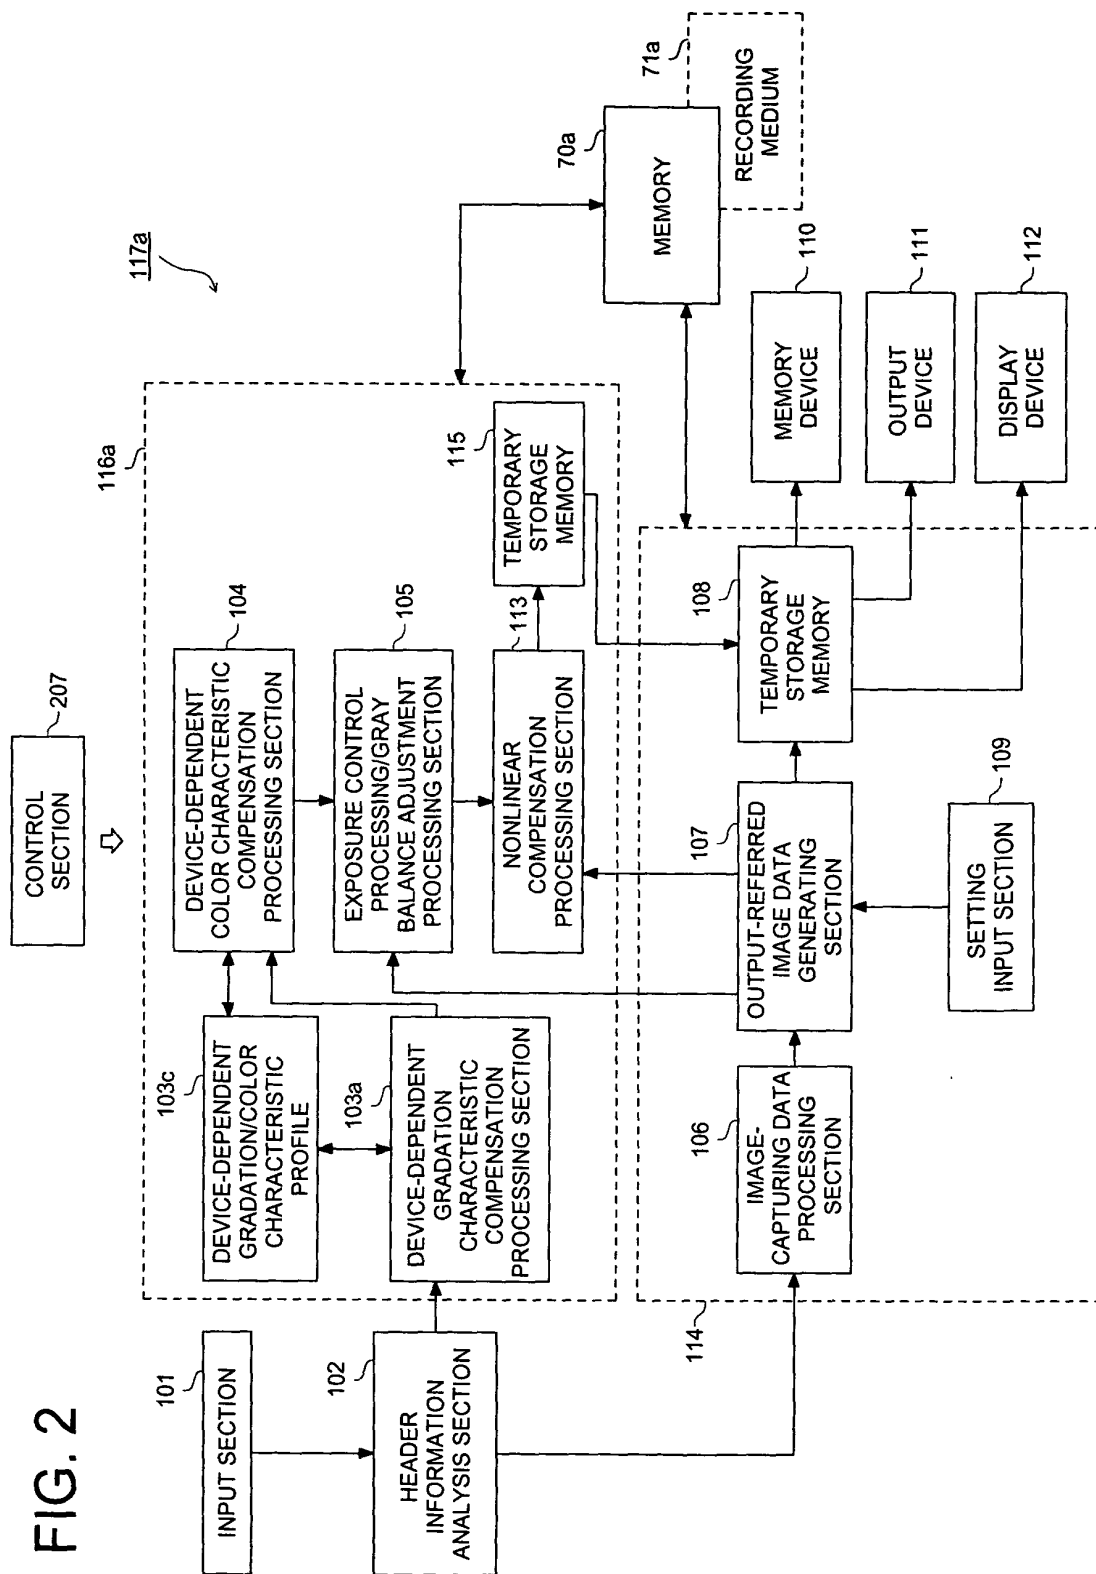 FIG. 2
117a
CONTROL
SECTION
207
116a
101
INPUT SECTION
102
HEADER
INFORMATION
ANALYSIS SECTION
103c
DEVICE-DEPENDENT
GRADATION/COLOR
CHARACTERISTIC
PROFILE
103a
DEVICE-DEPENDENT
GRADATION
CHARACTERISTIC
COMPENSATION
PROCESSING SECTION
104
DEVICE-DEPENDENT
COLOR CHARACTERISTIC
COMPENSATION
PROCESSING SECTION
105
EXPOSURE CONTROL
PROCESSING/GRAY
BALANCE ADJUSTMENT
PROCESSING SECTION
113
NONLINEAR
COMPENSATION
PROCESSING SECTION
115
TEMPORARY
STORAGE
MEMORY
70a
MEMORY
71a
RECORDING
MEDIUM
114
106
IMAGE-
CAPTURING DATA
PROCESSING
SECTION
107
OUTPUT-REFERRED
IMAGE DATA
GENERATING
SECTION
108
TEMPORARY
STORAGE
MEMORY
109
SETTING
INPUT SECTION
110
MEMORY
DEVICE
111
OUTPUT
DEVICE
112
DISPLAY
DEVICE